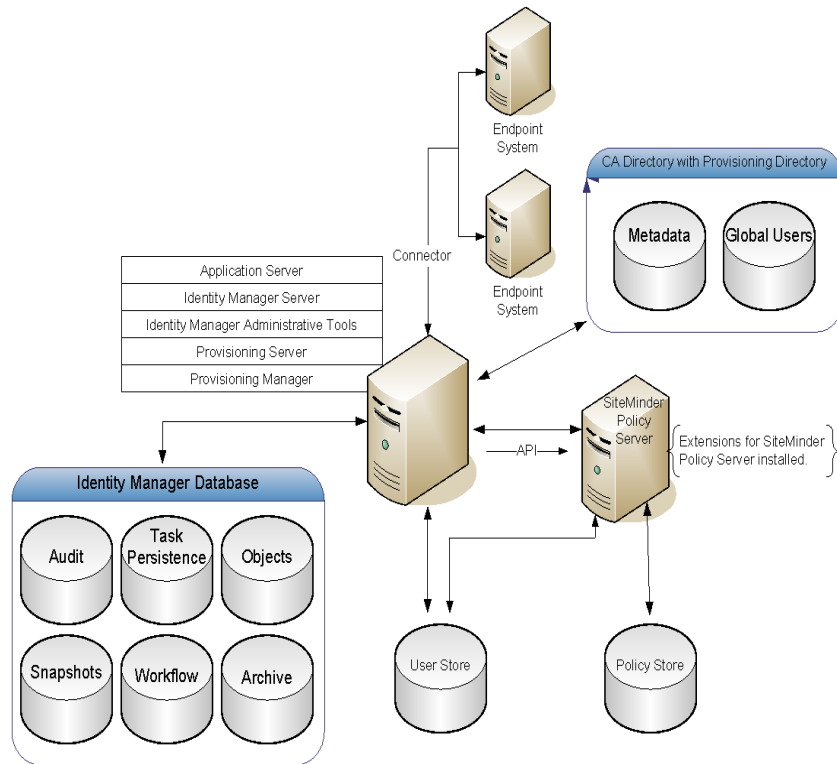 Endpoint
System
CA Directory with Provisioning Directory
Metadata
Global Users
Connector
Endpoint
System
Application Server
Identity Manager Server
Identity Manager Administrative Tools
Provisioning Server
Provisioning Manager
SiteMinder
Policy
Server
Extensions for SiteMinder
Policy Server installed.
API
Identity Manager Database
Audit
Task
Persistence
Objects
Snapshots
Workflow
Archive
User Store
Policy Store